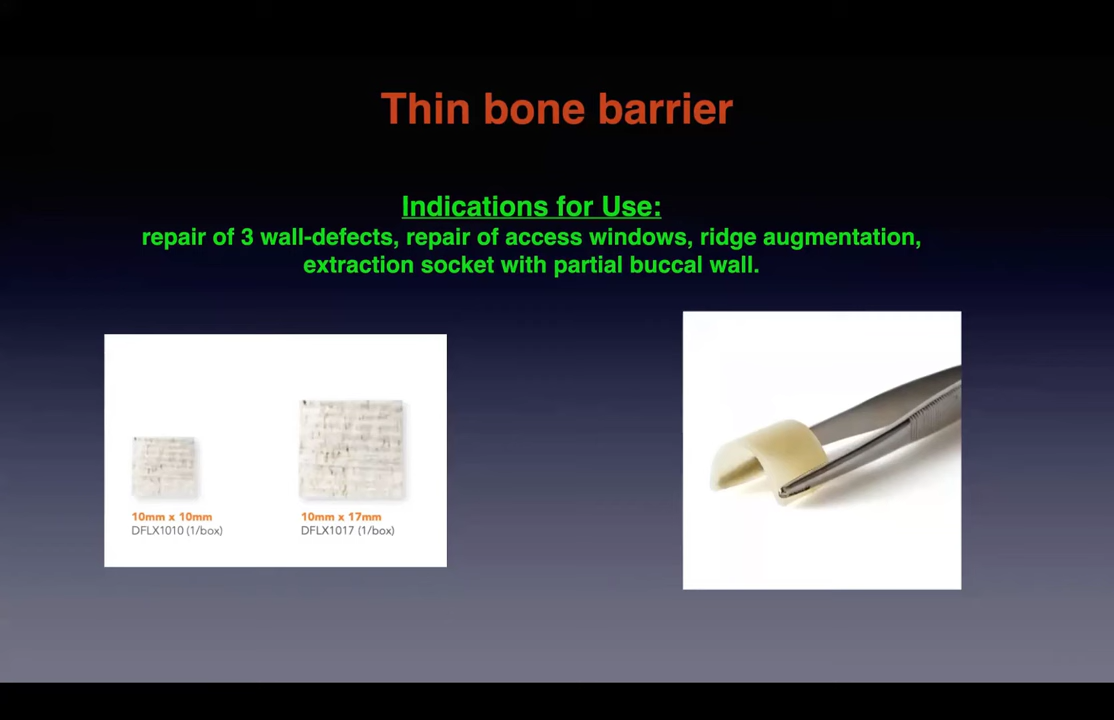 Thin bone barrier
Indications for Use:
repair of 3 wall-defects, repair of access windows, ridge augmentation,
extraction socket with partial buccal wall.
10mm x 10mm
DFLX1010 (1/box)
10mm x 17mm
DFLX1017 (1/box)